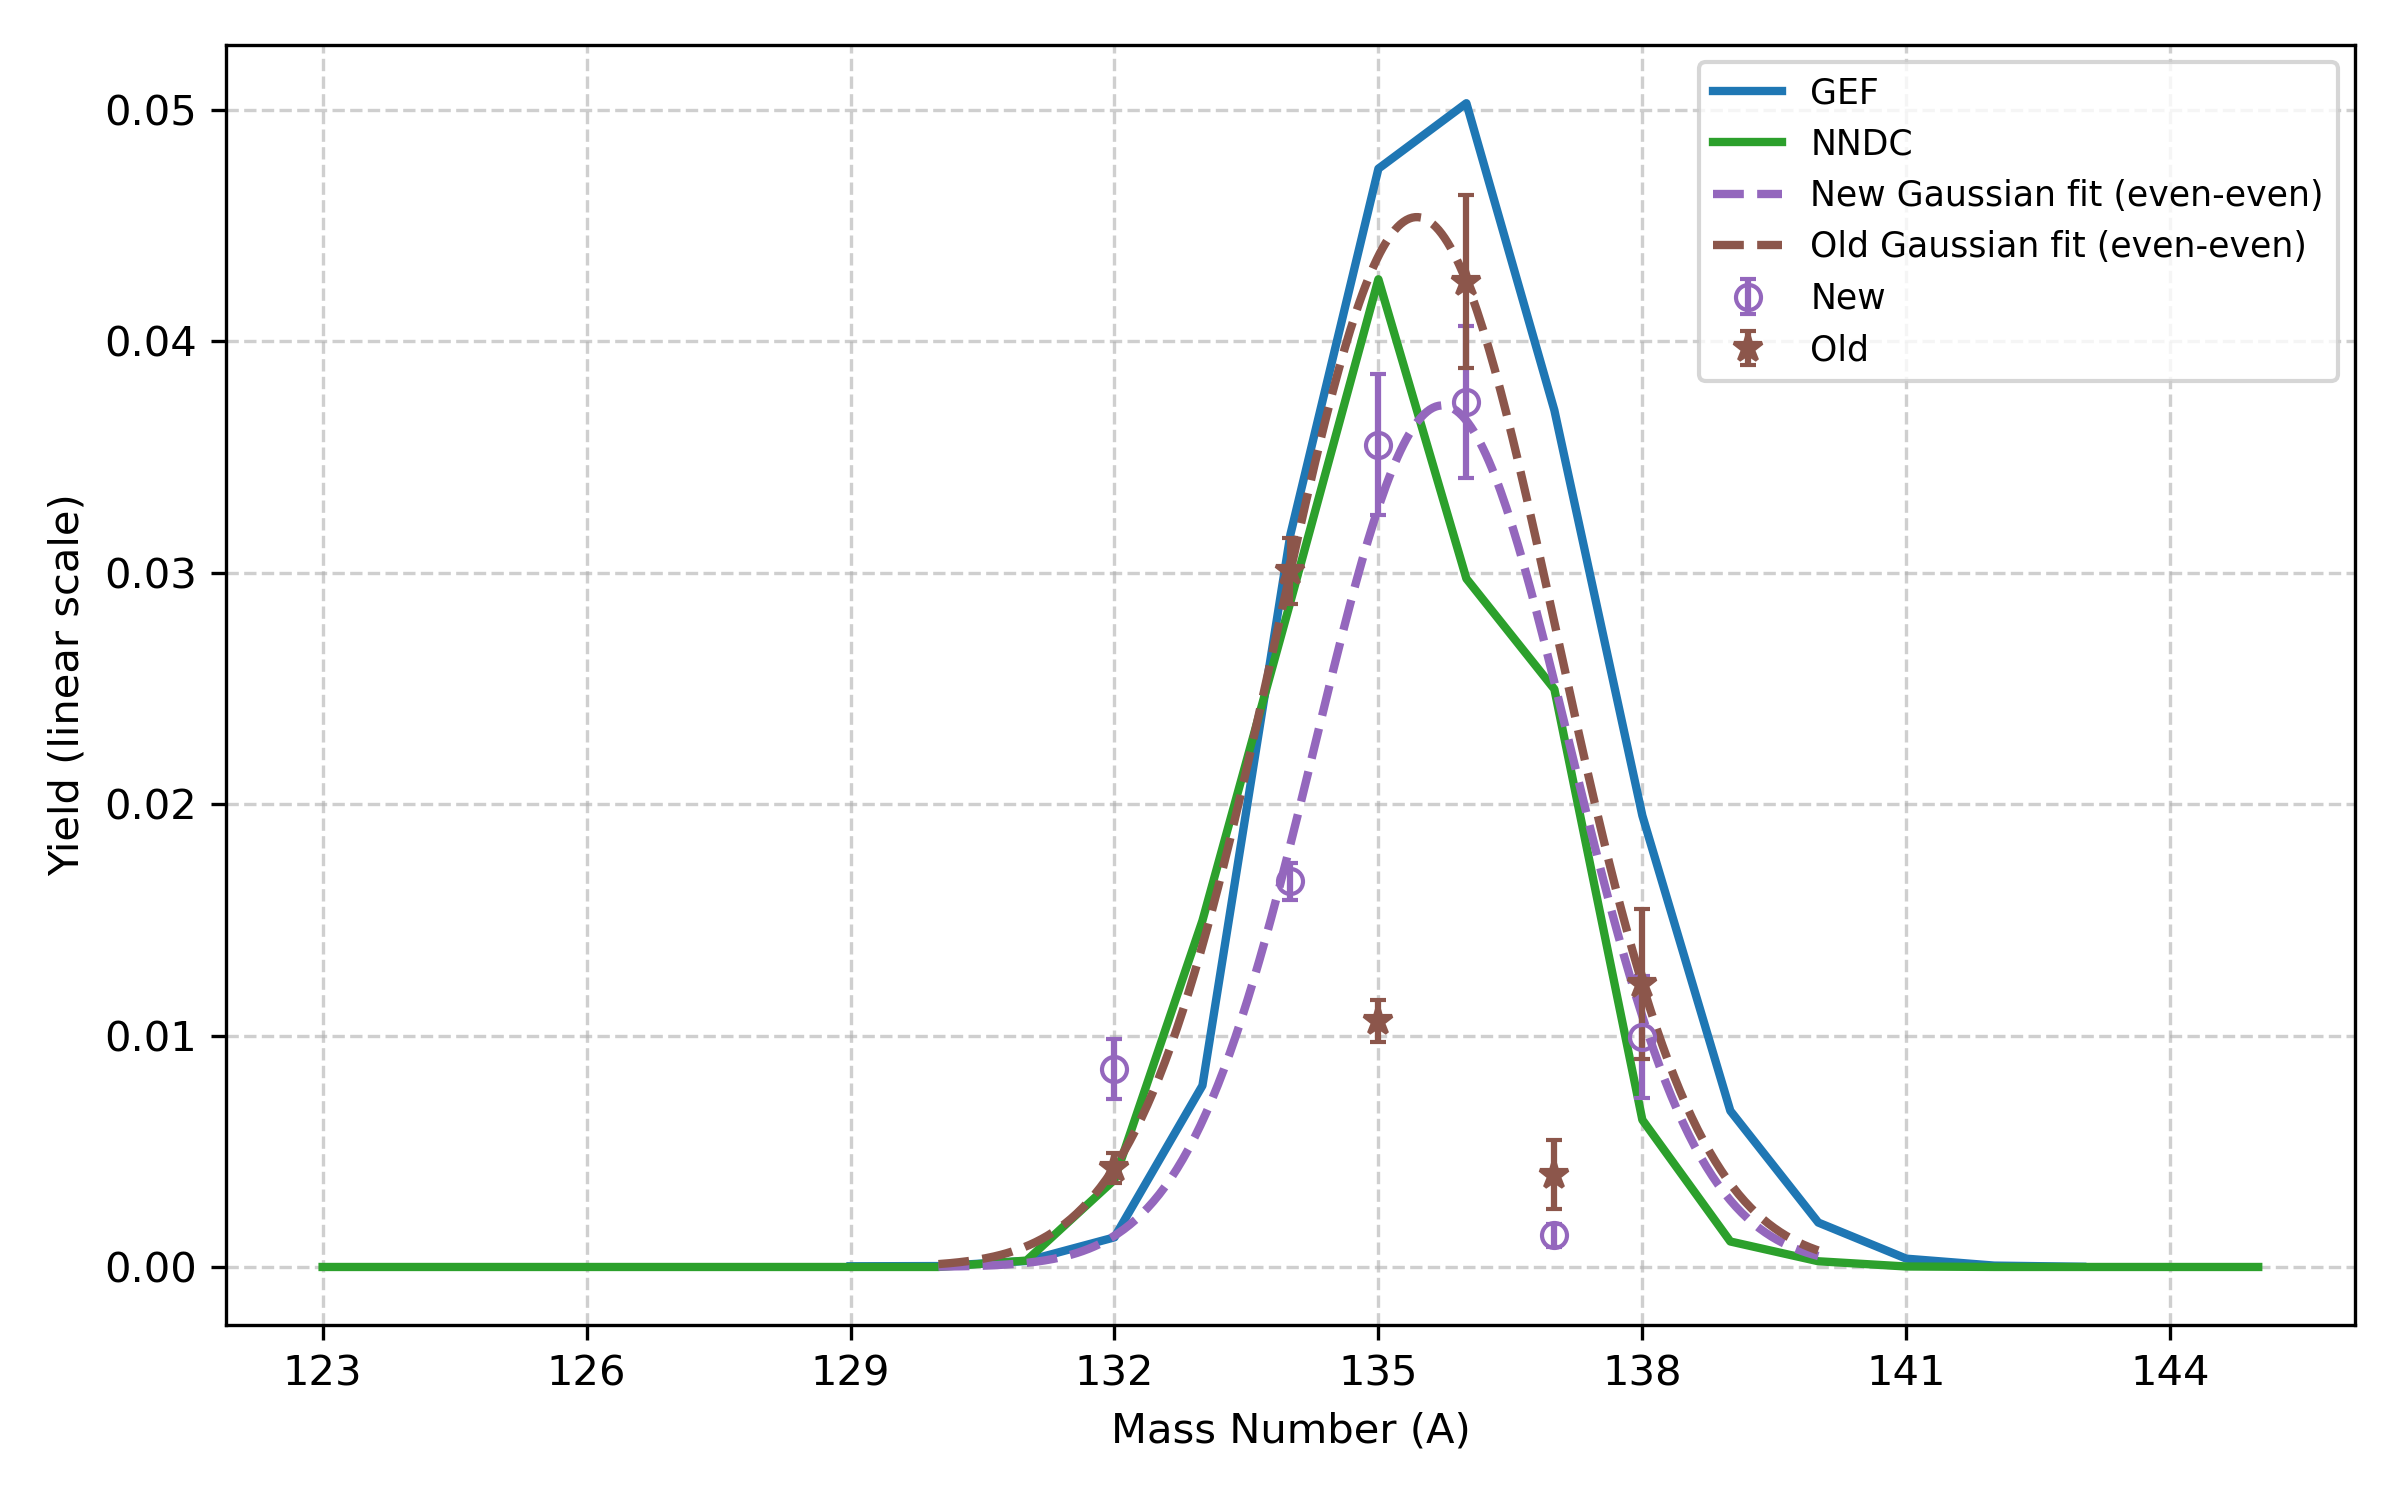 GEF
NNDC
New Gaussian fit (even-even)
Old Gaussian fit (even-even)
New
Old
0.05
0.04
0.03
0.02
0.01
0.00
Yield (linear scale)
123 126 129 132 135 138 141 144
Mass Number (A)